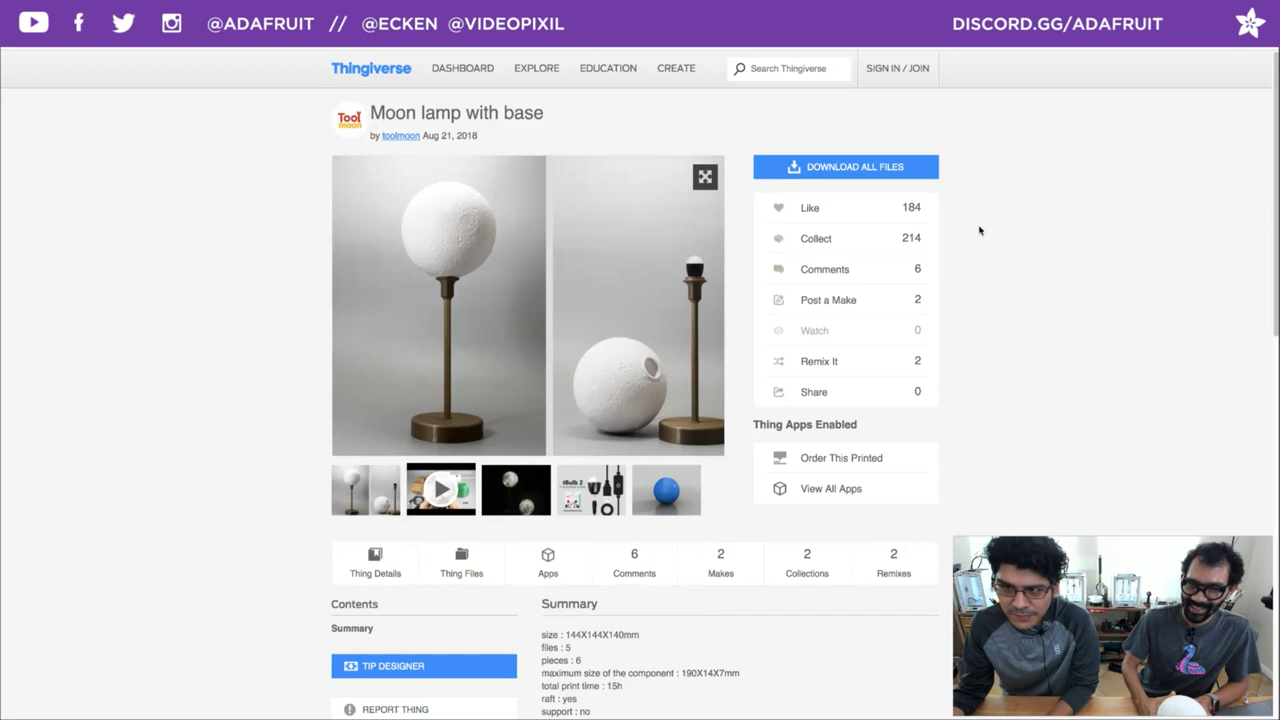 @ADAFRUIT // @ECKEN @VIDEOPIXIL
DISCORD.GG/ADAFRUIT
Thingiverse
DASHBOARD
EXPLORE
EDUCATION
CREATE
Search Thingiverse
SIGN IN / JOIN
Tool
moon
Moon lamp with base
by toolmoon Aug 21, 2018
DOWNLOAD ALL FILES
Like 184
Collect 214
Comments 6
Post a Make 2
Watch 0
Remix It 2
Share 0
Thing Apps Enabled
Order This Printed
View All Apps
tBulb 2
Thing Details
Thing Files
Apps
6
Comments
2
Makes
2
Collections
2
Remixes
Contents
Summary
TIP DESIGNER
REPORT THING
Summary
size : 144X144X140mm
files : 5
pieces : 6
maximum size of the component : 190X14X7mm
total print time : 15h
raft : yes
support : no